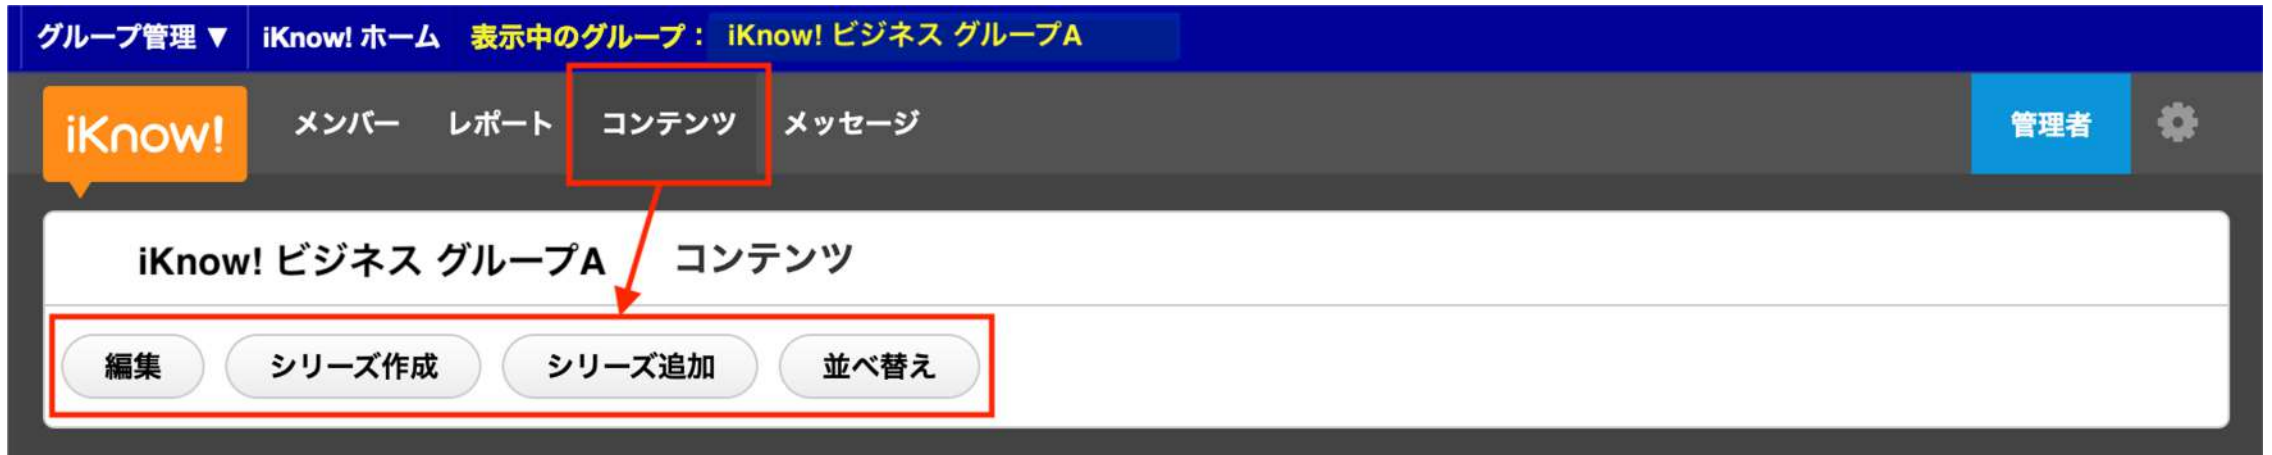 グループ管理 ▼ iKnow! ホーム 表示中のグループ： iKnow! ビジネス グループA
iKnow! メンバー レポート コンテンツ メッセージ 管理者
iKnow! ビジネス グループA コンテンツ
編集 シリーズ作成 シリーズ追加 並べ替え